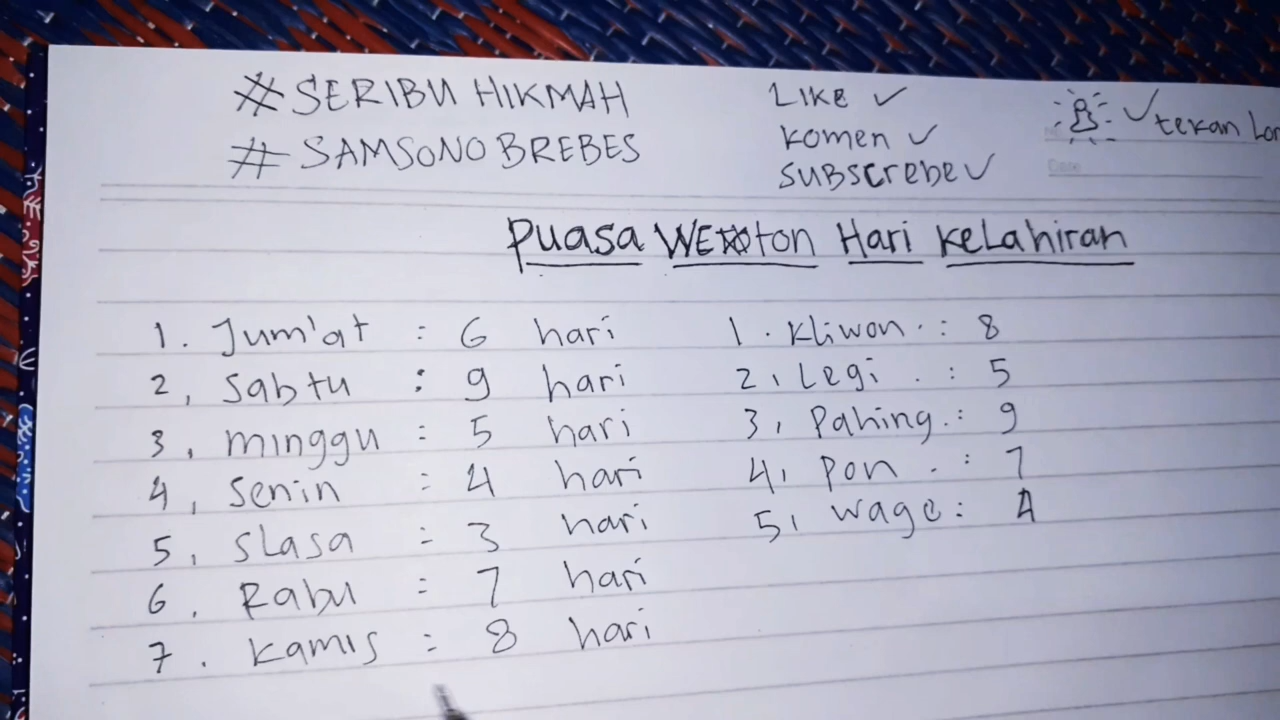 #SERIBU HIKMAH
#SAMSONO BREBES
LIKE ✓
Komen ✓
SUBScrebe ✓
✓ tekan
Puasa WEton Hari KeLahiran
1. Jum'at : 6 hari
2, Sabtu : 9 hari
3, minggu : 5 hari
4, Senin : 4 hari
5, SLasa : 3 hari
6. Rabu : 7 hari
7. Kamis : 8 hari
1. Kliwon. : 8
2, Legi . : 5
3, Pahing. : 9
4, Pon . : 7
5, Wage : 4
Date